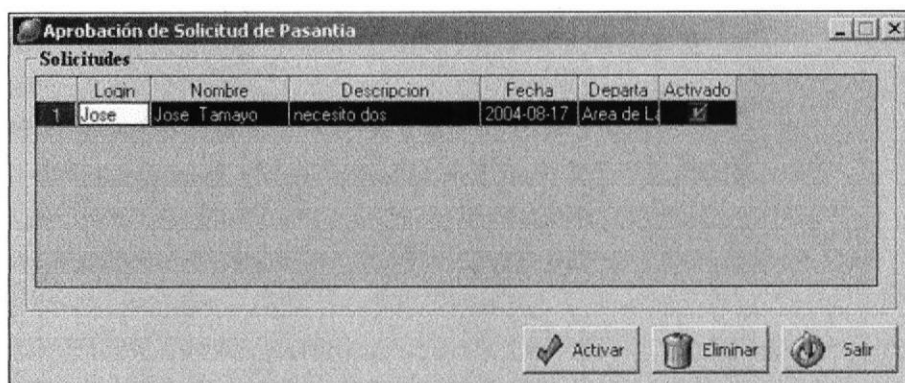 Aprobación de Solicitud de Pasantia
Solicitudes
Login Nombre Descripcion Fecha Departa Activado
1 Jose Jose Tamayo necesito dos 2004-08-17 Area de La
Activar Eliminar Salir